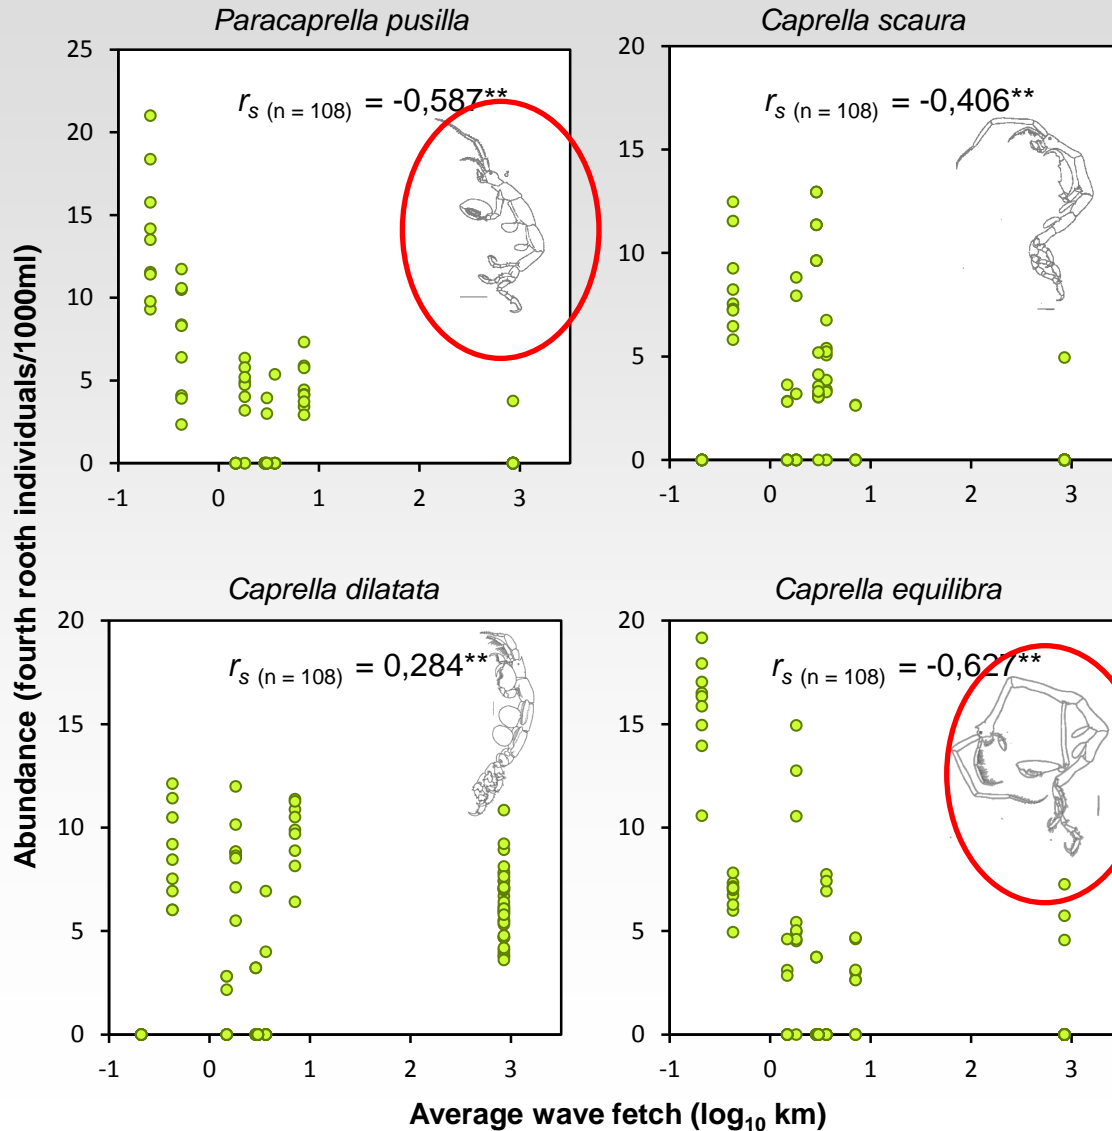 Paracaprella pusilla
Caprella scaura
25
20
15
10
5
0
-1 0 1 2 3
rs (n = 108) = -0,587**
20
15
10
5
0
-1 0 1 2 3
rs (n = 108) = -0,406**
Abundance (fourth rooth individuals/1000ml)
Caprella dilatata
Caprella equilibra
20
15
10
5
0
-1 0 1 2 3
rs (n = 108) = 0,284**
20
15
10
5
0
-1 0 1 2 3
rs (n = 108) = -0,627**
Average wave fetch (log10 km)